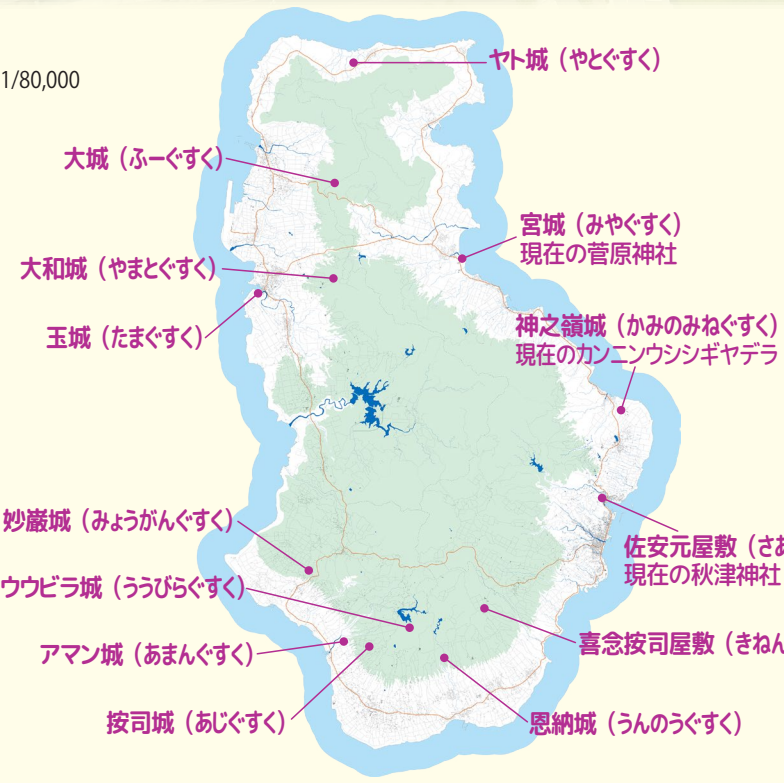 1/80,000
ヤト城（やとぐすく）
大城（ふーぐすく）
宮城（みやぐすく）
現在の菅原神社
大和城（やまとぐすく）
玉城（たまぐすく）
神之嶺城（かみのみねぐすく）
現在のカンニンウシシギヤデラ
妙巌城（みょうがんぐすく）
佐安元屋敷（さあ
現在の秋津神社
ウウビラ城（ううびらぐすく）
喜念按司屋敷（きねん
アマン城（あまんぐすく）
按司城（あじぐすく）
恩納城（うんのうぐすく）